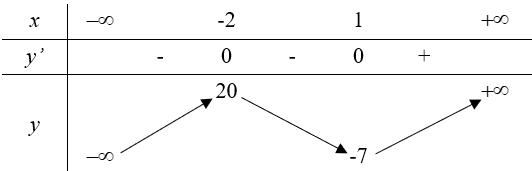 x –∞ -2 1 +∞
y’ - 0 - 0 +
20 +∞
y
–∞ -7